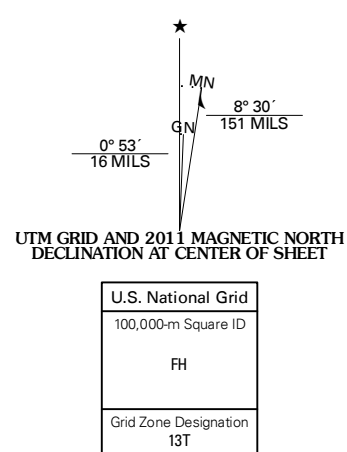 ★
MN
8° 30´
151 MILS
GN
0° 53´
16 MILS
UTM GRID AND 2011 MAGNETIC NORTH
DECLINATION AT CENTER OF SHEET
U.S. National Grid
100,000-m Square ID
FH
Grid Zone Designation
13T